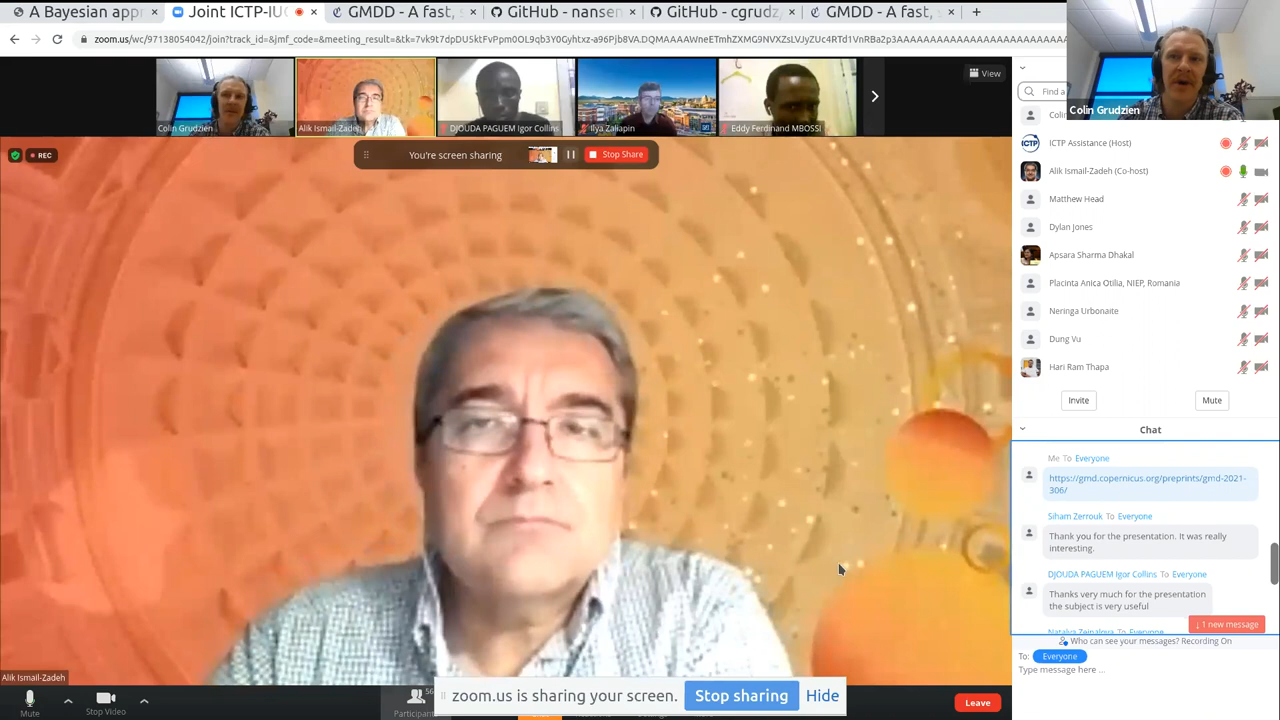 A Bayesian app
Joint ICTP-IU
GMDD - A fast, s
GitHub - nansen
GitHub - cgrudz
GMDD - A fast, s
zoom.us/wc/97138054042/join?track_id=&jmf_code=&meeting_result=&tk=
View
Colin Grudzien
Alik Ismail-Zadeh
DJOUDA PAGUEM Igor Collins
Ilya Zaliapin
Eddy Ferdinand MBOSSI
REC
You're screen sharing
Stop Share
Find a
Colin Grudzien
ICTP Assistance (Host)
Alik Ismail-Zadeh (Co-host)
Matthew Head
Dylan Jones
Apsara Sharma Dhakal
Placinta Anica Otilia, NIEP, Romania
Neringa Urbonaite
Dung Vu
Hari Ram Thapa
Invite
Mute
Chat
Me To Everyone
https://gmd.copernicus.org/preprints/gmd-2021-
306/
Siham Zerrouk To Everyone
Thank you for the presentation. It was really
interesting.
DJOUDA PAGUEM Igor Collins To Everyone
Thanks very much for the presentation
the subject is very useful
↓ 1 new message
Who can see your messages? Recording On
To: Everyone
Type message here ...
Alik Ismail-Zadeh
Mute
Stop Video
56
Participants
zoom.us is sharing your screen.
Stop sharing
Hide
Leave